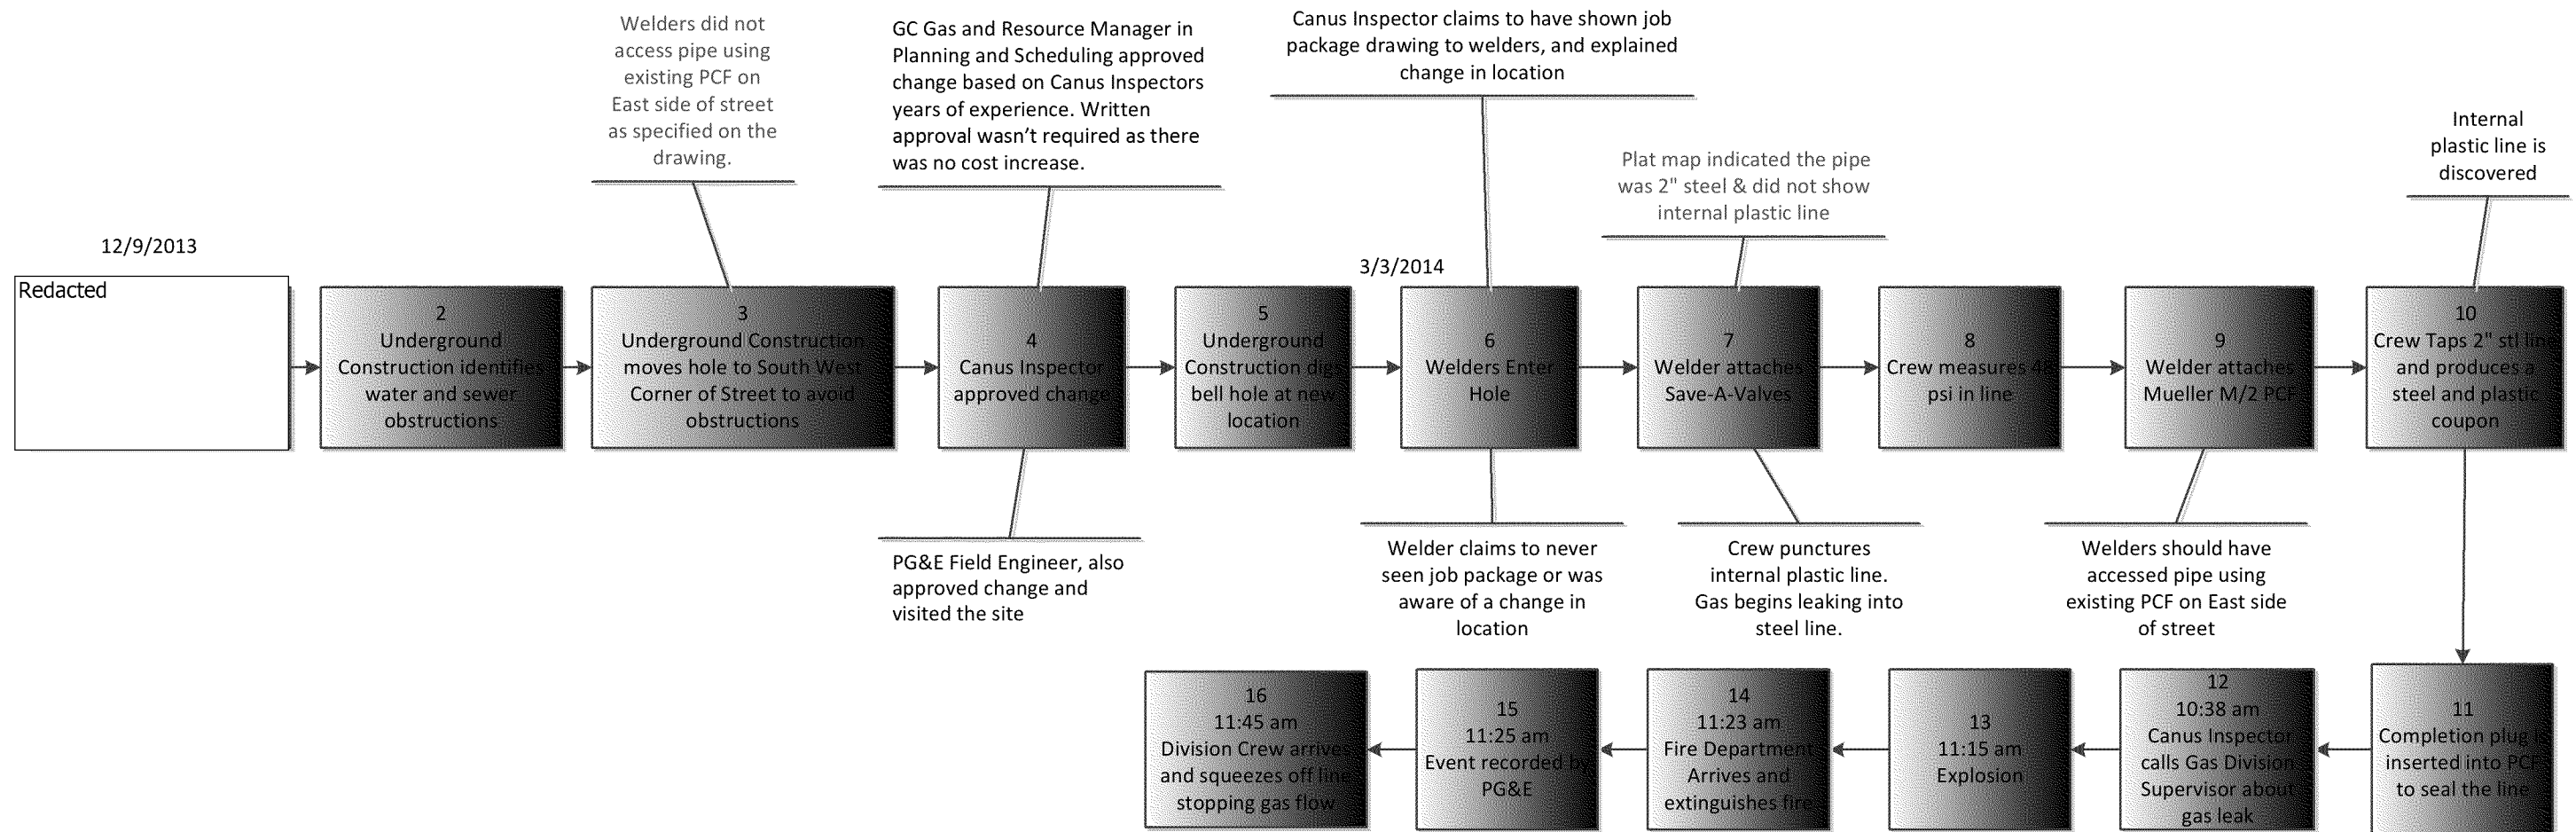 Welders did not
access pipe using
existing PCF on
East side of street
as specified on the
drawing.
GC Gas and Resource Manager in
Planning and Scheduling approved
change based on Canus Inspectors
years of experience. Written
approval wasn’t required as there
was no cost increase.
Canus Inspector claims to have shown job
package drawing to welders, and explained
change in location
Plat map indicated the pipe
was 2" steel & did not show
internal plastic line
Internal
plastic line is
discovered
12/9/2013
3/3/2014
Redacted
2
Underground
Construction identifies
water and sewer
obstructions
3
Underground Construction
moves hole to South West
Corner of Street to avoid
obstructions
4
Canus Inspector
approved change
5
Underground
Construction digs
bell hole at new
location
6
Welders Enter
Hole
7
Welder attaches
Save-A-Valves
8
Crew measures
psi in line
9
Welder attaches
Mueller M/2 PCF
10
Crew Taps 2" stl line
and produces a
steel and plastic
coupon
PG&E Field Engineer, also
approved change and
visited the site
Welder claims to never
seen job package or was
aware of a change in
location
Crew punctures
internal plastic line.
Gas begins leaking into
steel line.
Welders should have
accessed pipe using
existing PCF on East side
of street
11
Completion plug is
inserted into PCF
to seal the line
12
10:38 am
Canus Inspector
calls Gas Division
Supervisor about
gas leak
13
11:15 am
Explosion
14
11:23 am
Fire Department
Arrives and
extinguishes fire
15
11:25 am
Event recorded by
PG&E
16
11:45 am
Division Crew arrives
and squeezes off line
stopping gas flow